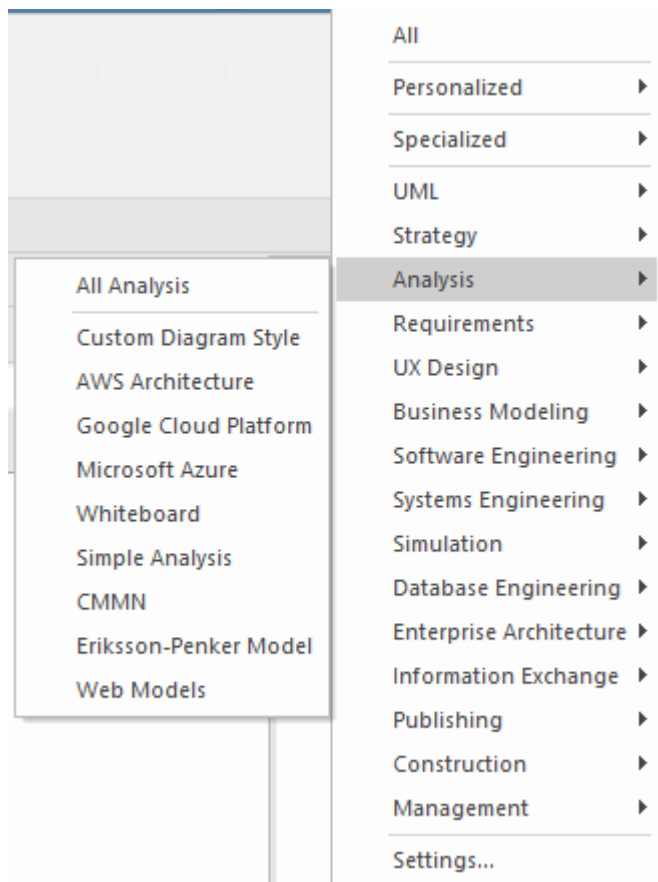 All
Personalized
Specialized
UML
Strategy
Analysis
Requirements
UX Design
Business Modeling
Software Engineering
Systems Engineering
Simulation
Database Engineering
Enterprise Architecture
Information Exchange
Publishing
Construction
Management
Settings...
All Analysis
Custom Diagram Style
AWS Architecture
Google Cloud Platform
Microsoft Azure
Whiteboard
Simple Analysis
CMMN
Eriksson-Penker Model
Web Models